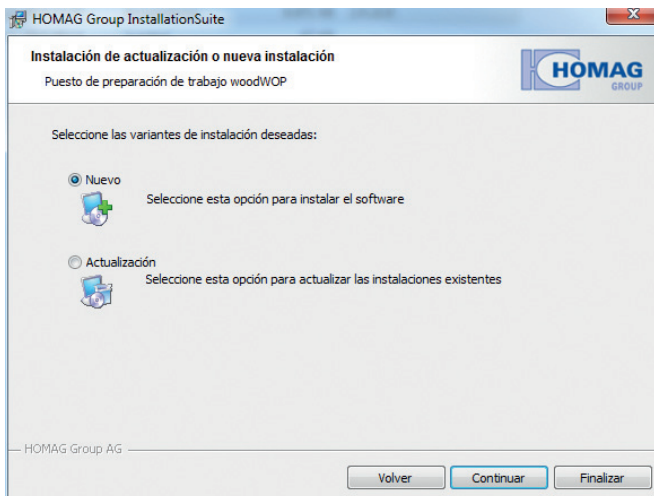 HOMAG Group InstallationSuite
Instalación de actualización o nueva instalación
Puesto de preparación de trabajo woodWOP
HOMAG
GROUP
Seleccione las variantes de instalación deseadas:
Nuevo
Seleccione esta opción para instalar el software
Actualización
Seleccione esta opción para actualizar las instalaciones existentes
HOMAG Group AG
Volver Continuar Finalizar